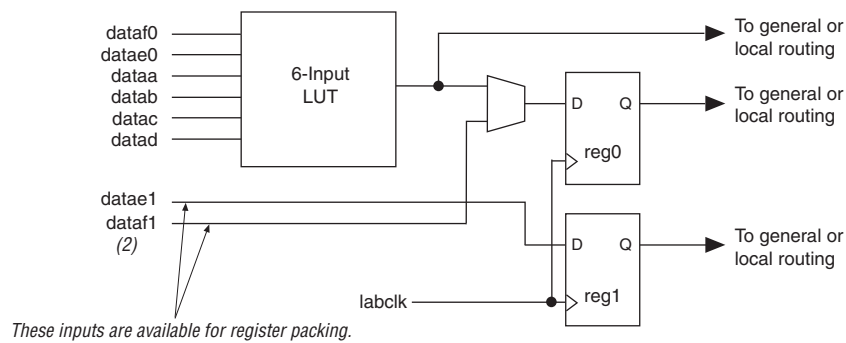 dataf0
datae0
dataa
datab
datac
datad
6-Input
LUT
To general or
local routing
D Q
reg0
To general or
local routing
datae1
dataf1
(2)
D Q
reg1
To general or
local routing
labclk
These inputs are available for register packing.